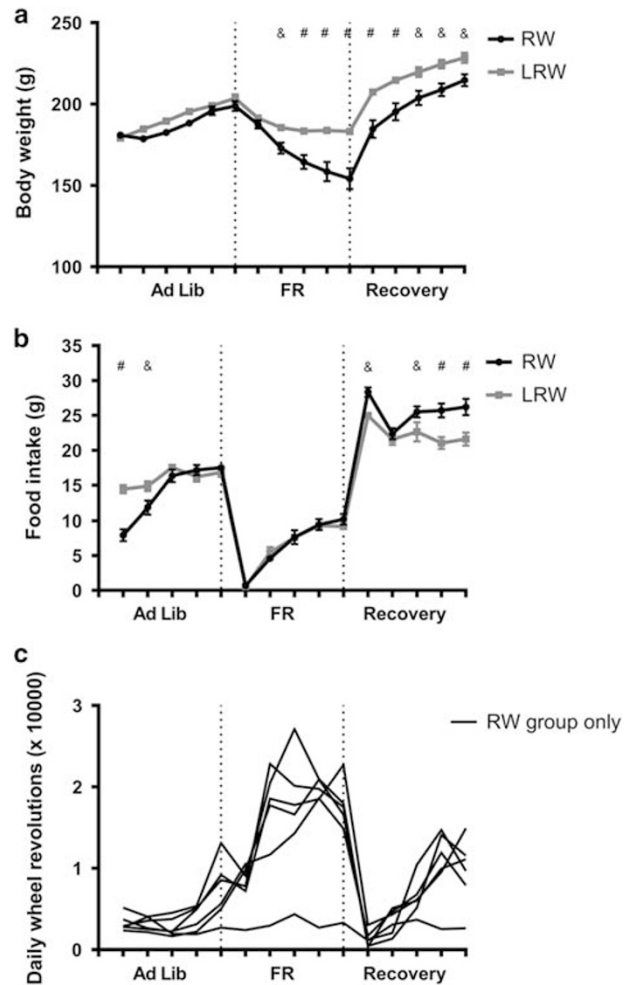 a
& # # # # # & & &
RW
LRW
Body weight (g)
250
200
150
100
Ad Lib
FR
Recovery
b
# & & & # #
RW
LRW
Food intake (g)
35
30
25
20
15
10
5
0
Ad Lib
FR
Recovery
c
RW group only
Daily wheel revolutions (x 10000)
3
2
1
0
Ad Lib
FR
Recovery